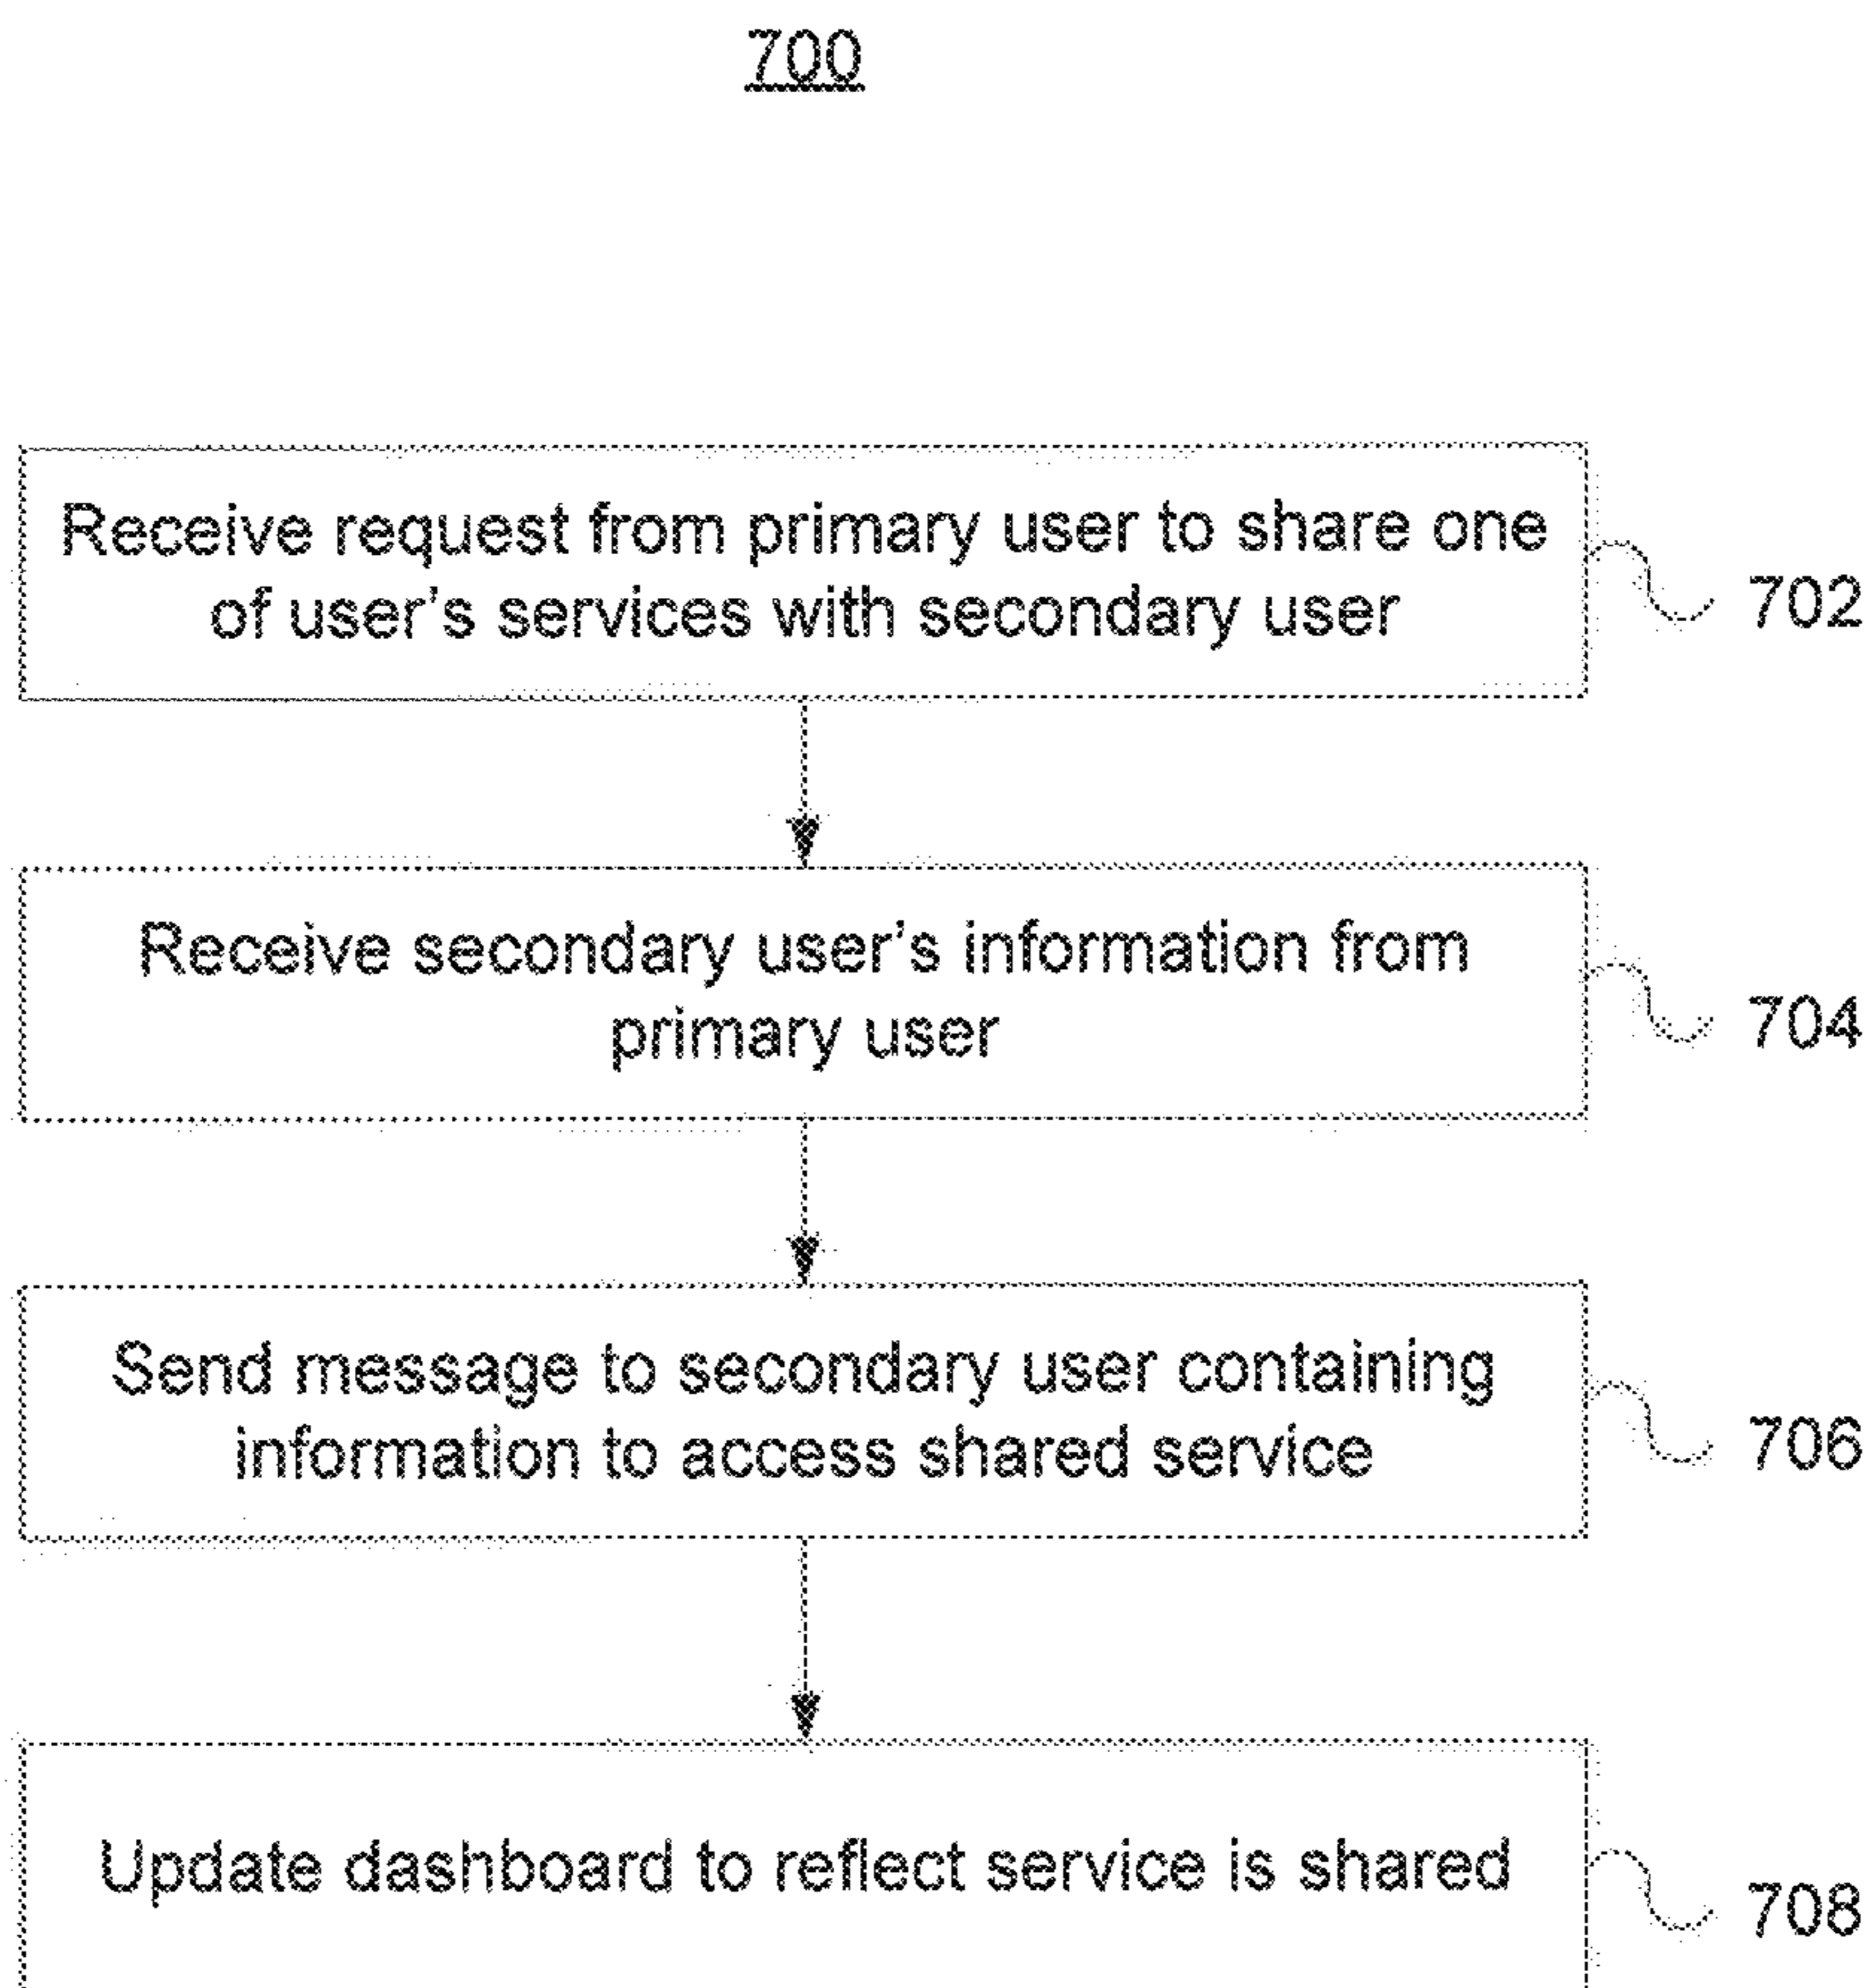 700
Receive request from primary user to share one
of user's services with secondary user
702
Receive secondary user's information from
primary user
704
Send message to secondary user containing
information to access shared service
706
Update dashboard to reflect service is shared
708